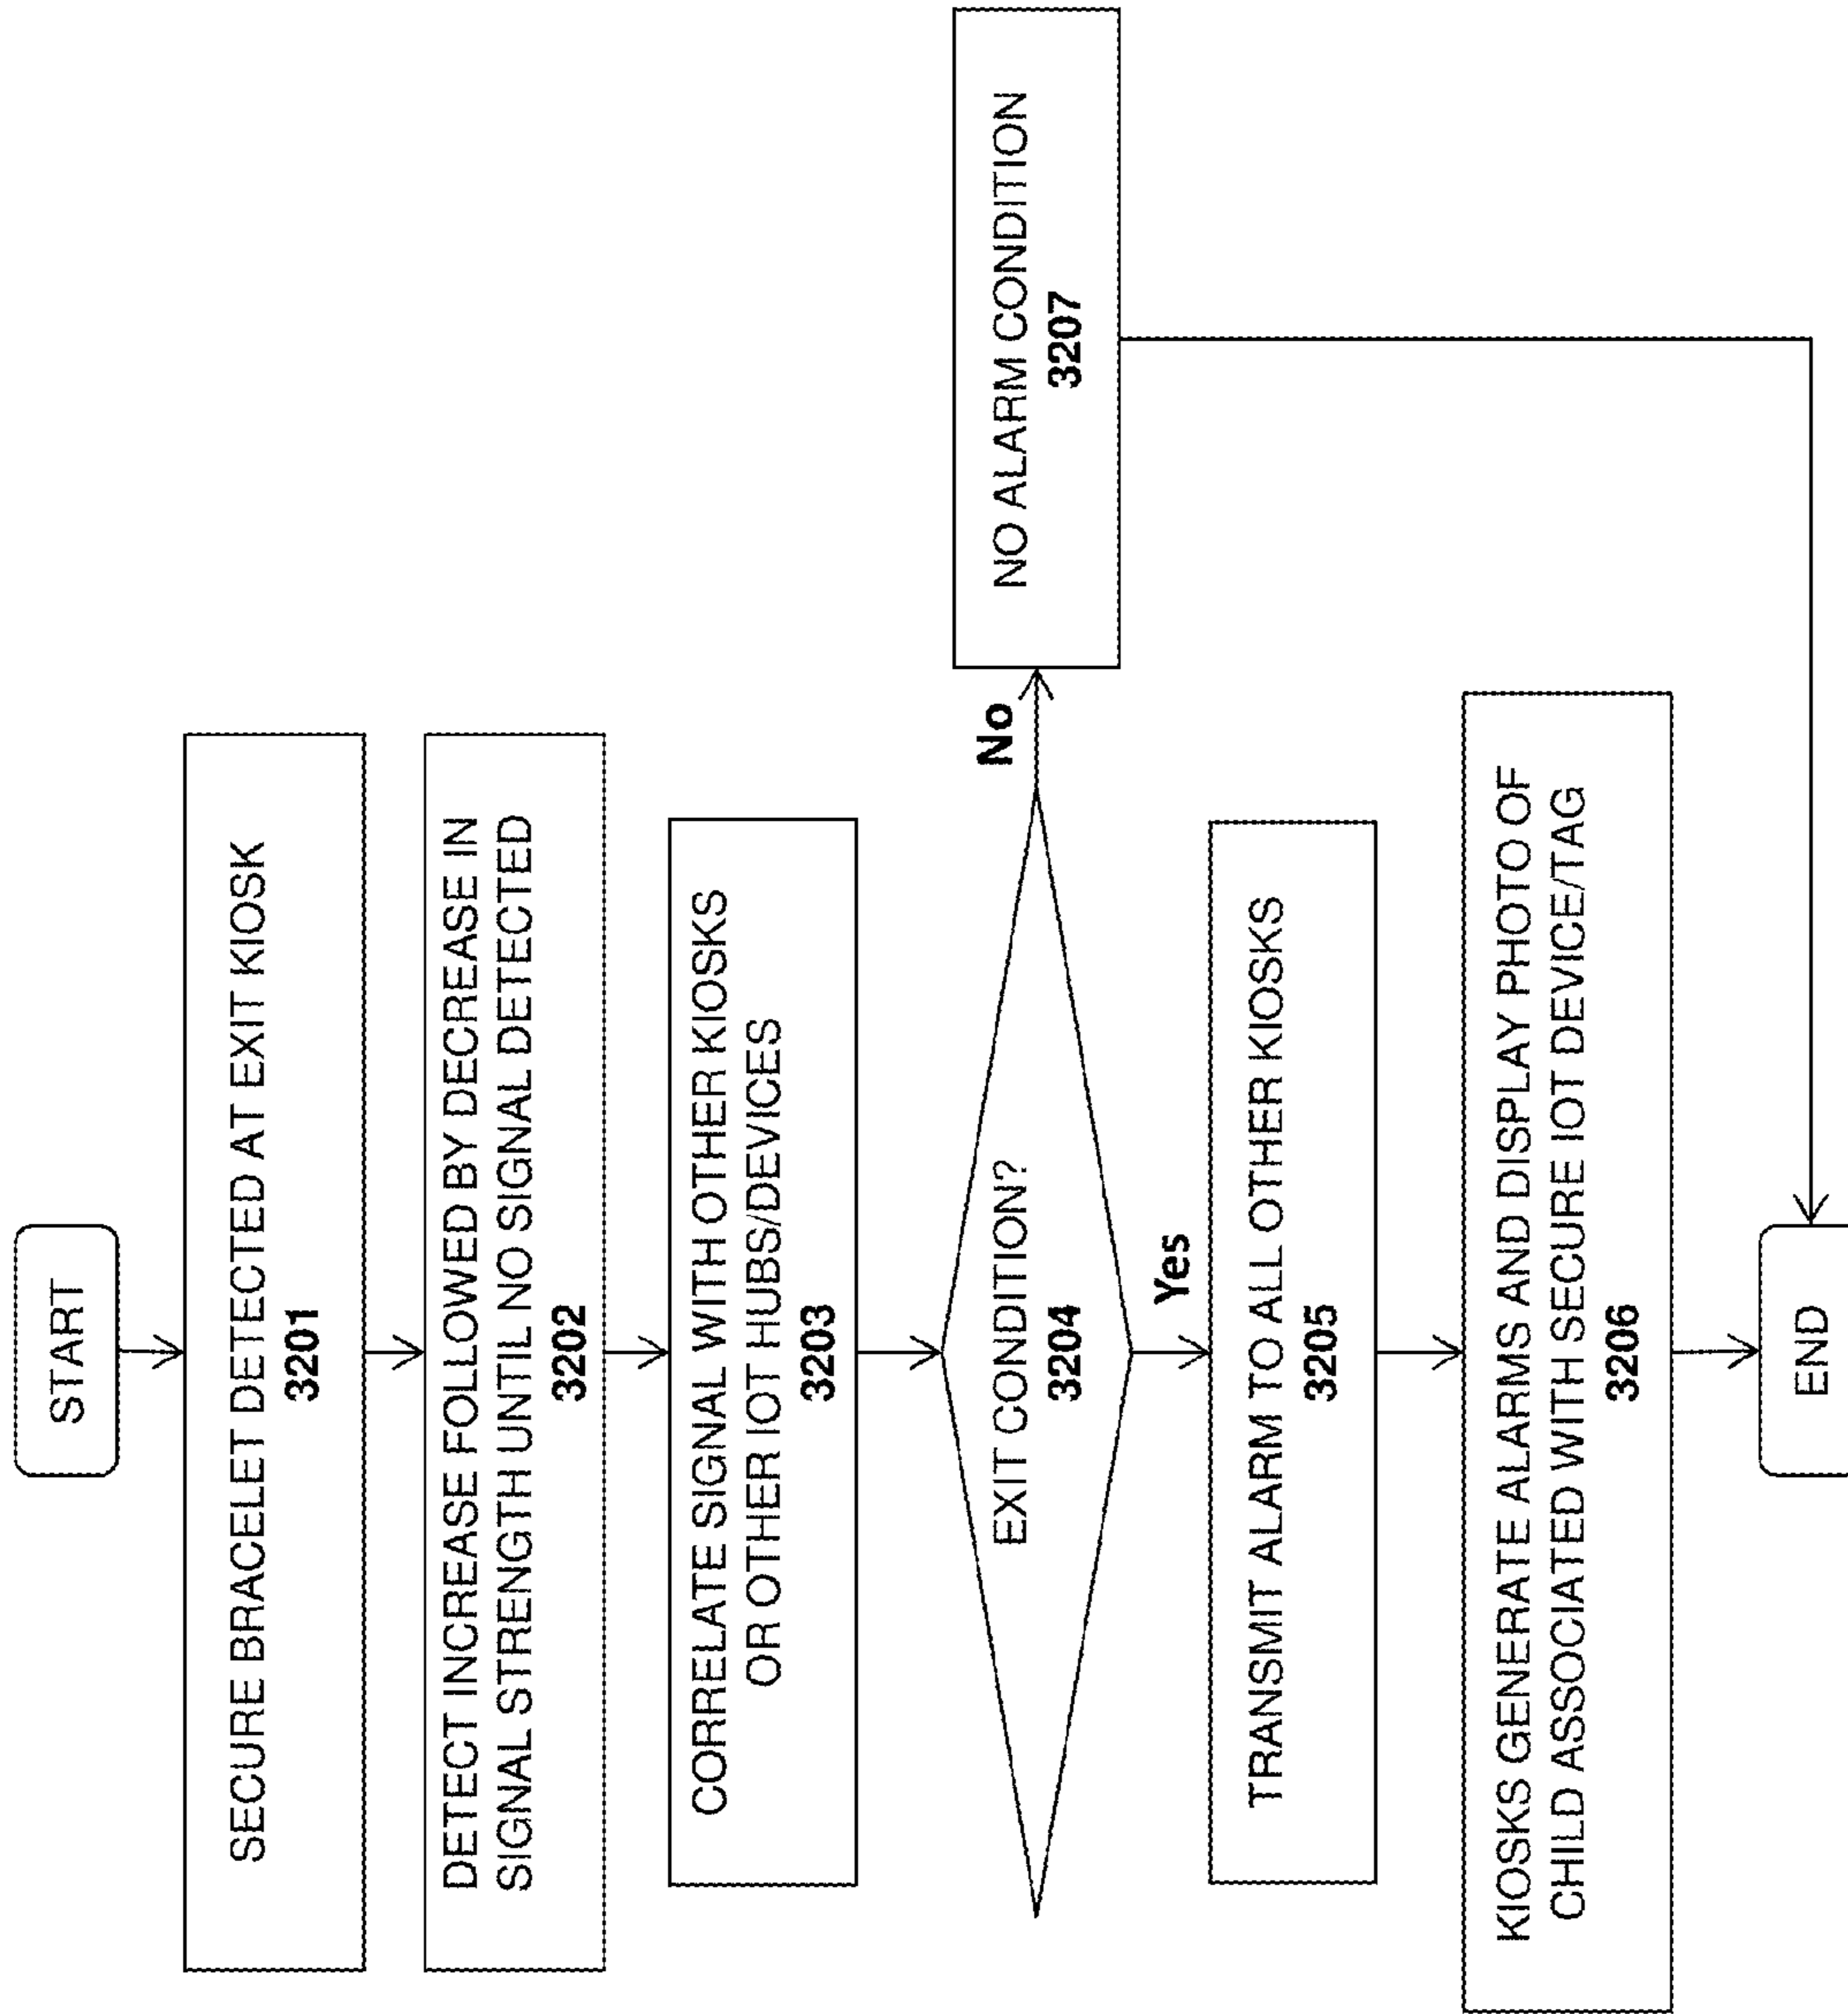 START
SECURE BRACELET DETECTED AT EXIT KIOSK
3201
DETECT INCREASE FOLLOWED BY DECREASE IN
SIGNAL STRENGTH UNTIL NO SIGNAL DETECTED
3202
CORRELATE SIGNAL WITH OTHER KIOSKS
OR OTHER IOT HUBS/DEVICES
3203
EXIT CONDITION?
3204
No
NO ALARM CONDITION
3207
Yes
TRANSMIT ALARM TO ALL OTHER KIOSKS
3205
KIOSKS GENERATE ALARMS AND DISPLAY PHOTO OF
CHILD ASSOCIATED WITH SECURE IOT DEVICE/TAG
3206
END